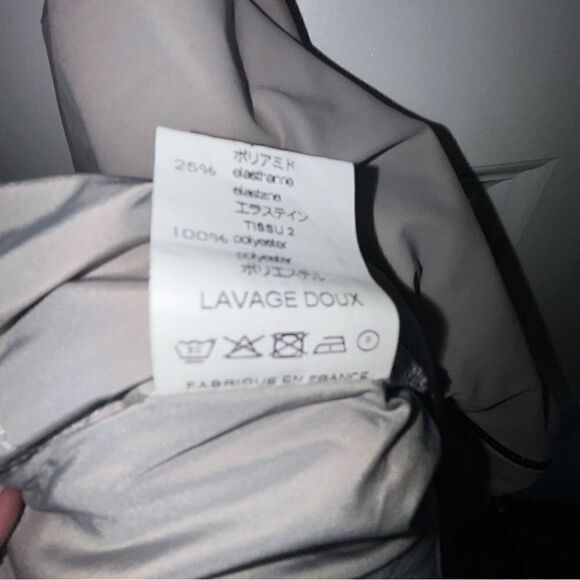 ポリアミド
25% élasthanne
elastane
エラスティン
TISSU 2
100% polyester
polyester
ポリエステル
LAVAGE DOUX
FABRIQUE EN FRANCE